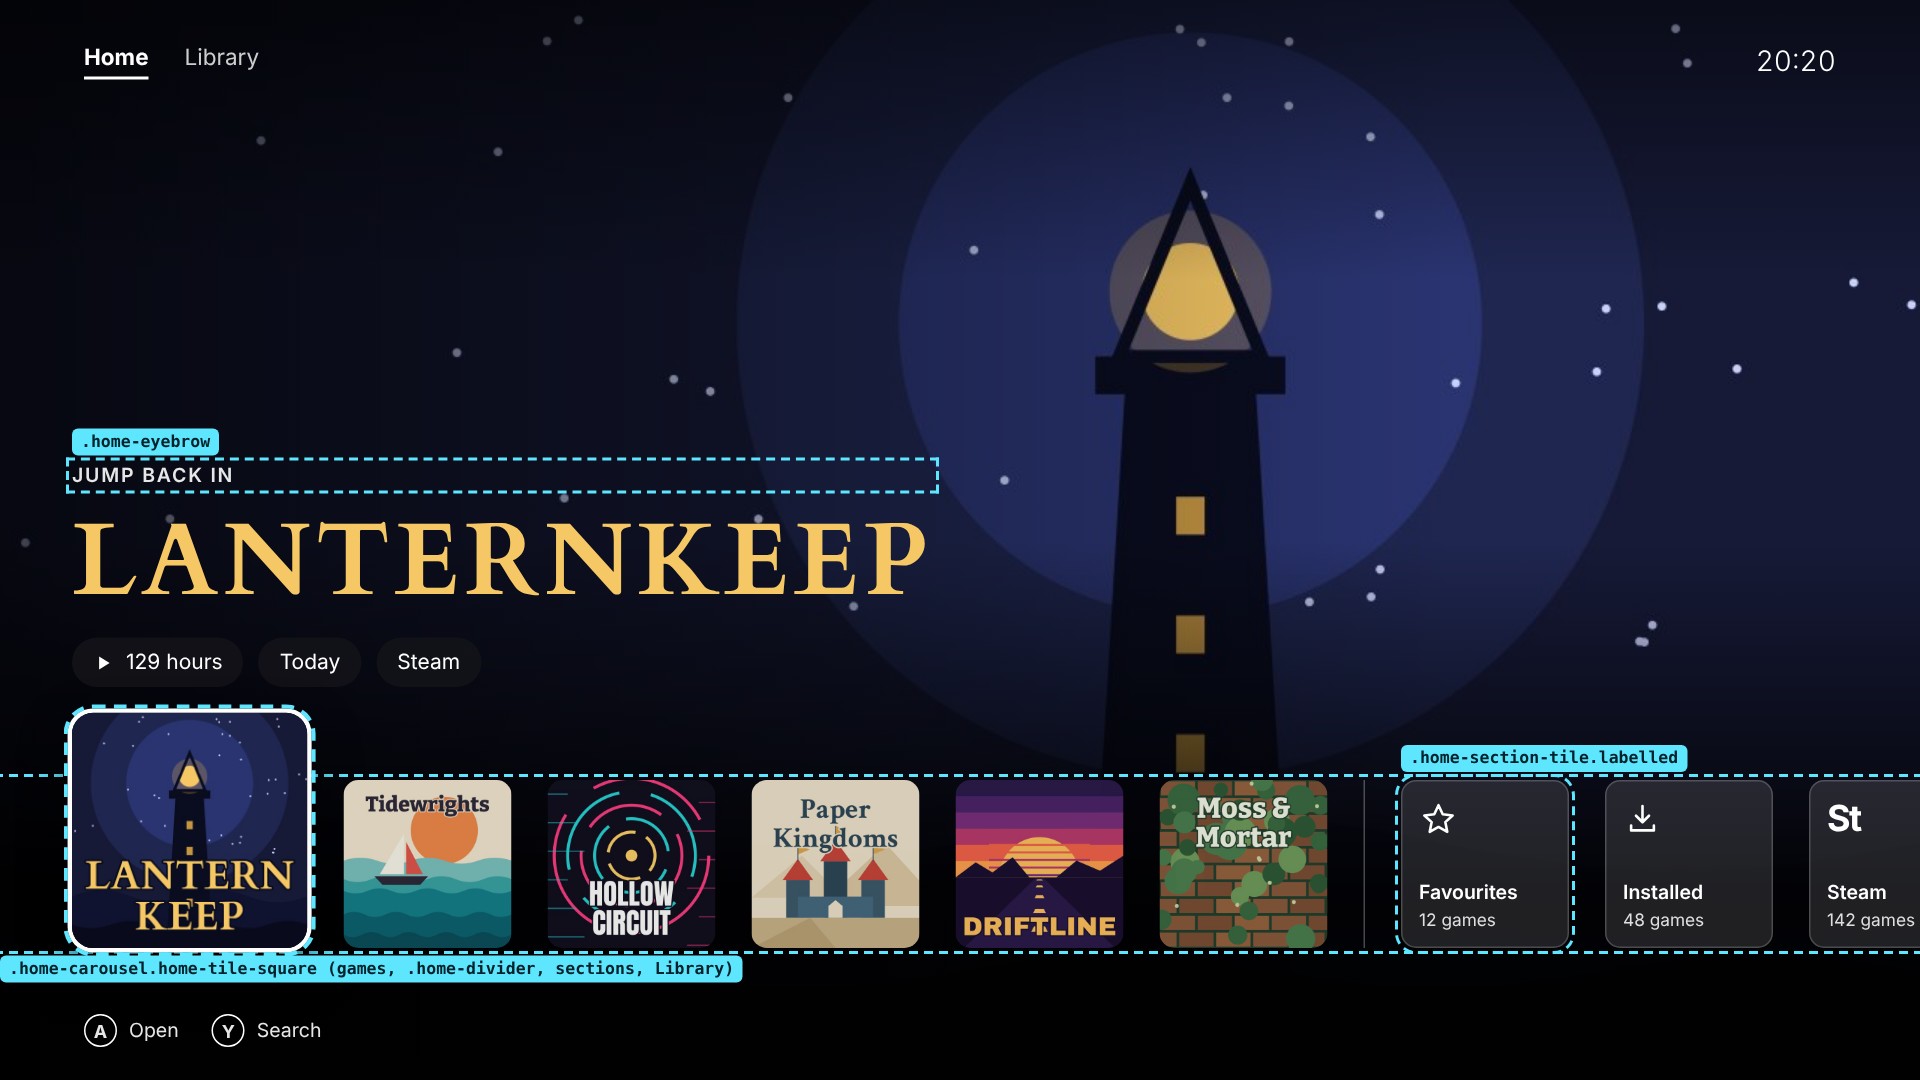 Home
Library
20:20
.home-eyebrow
JUMP BACK IN
LANTERNKEEP
129 hours
Today
Steam
.home-section-tile.labelled
LANTERN
KEEP
Tidewrights
HOLLOW
CIRCUIT
Paper
Kingdoms
DRIFTLINE
Moss &
Mortar
Favourites
12 games
Installed
48 games
St
Steam
142 games
.home-carousel.home-tile-square (games, .home-divider, sections, Library)
A Open
Y Search